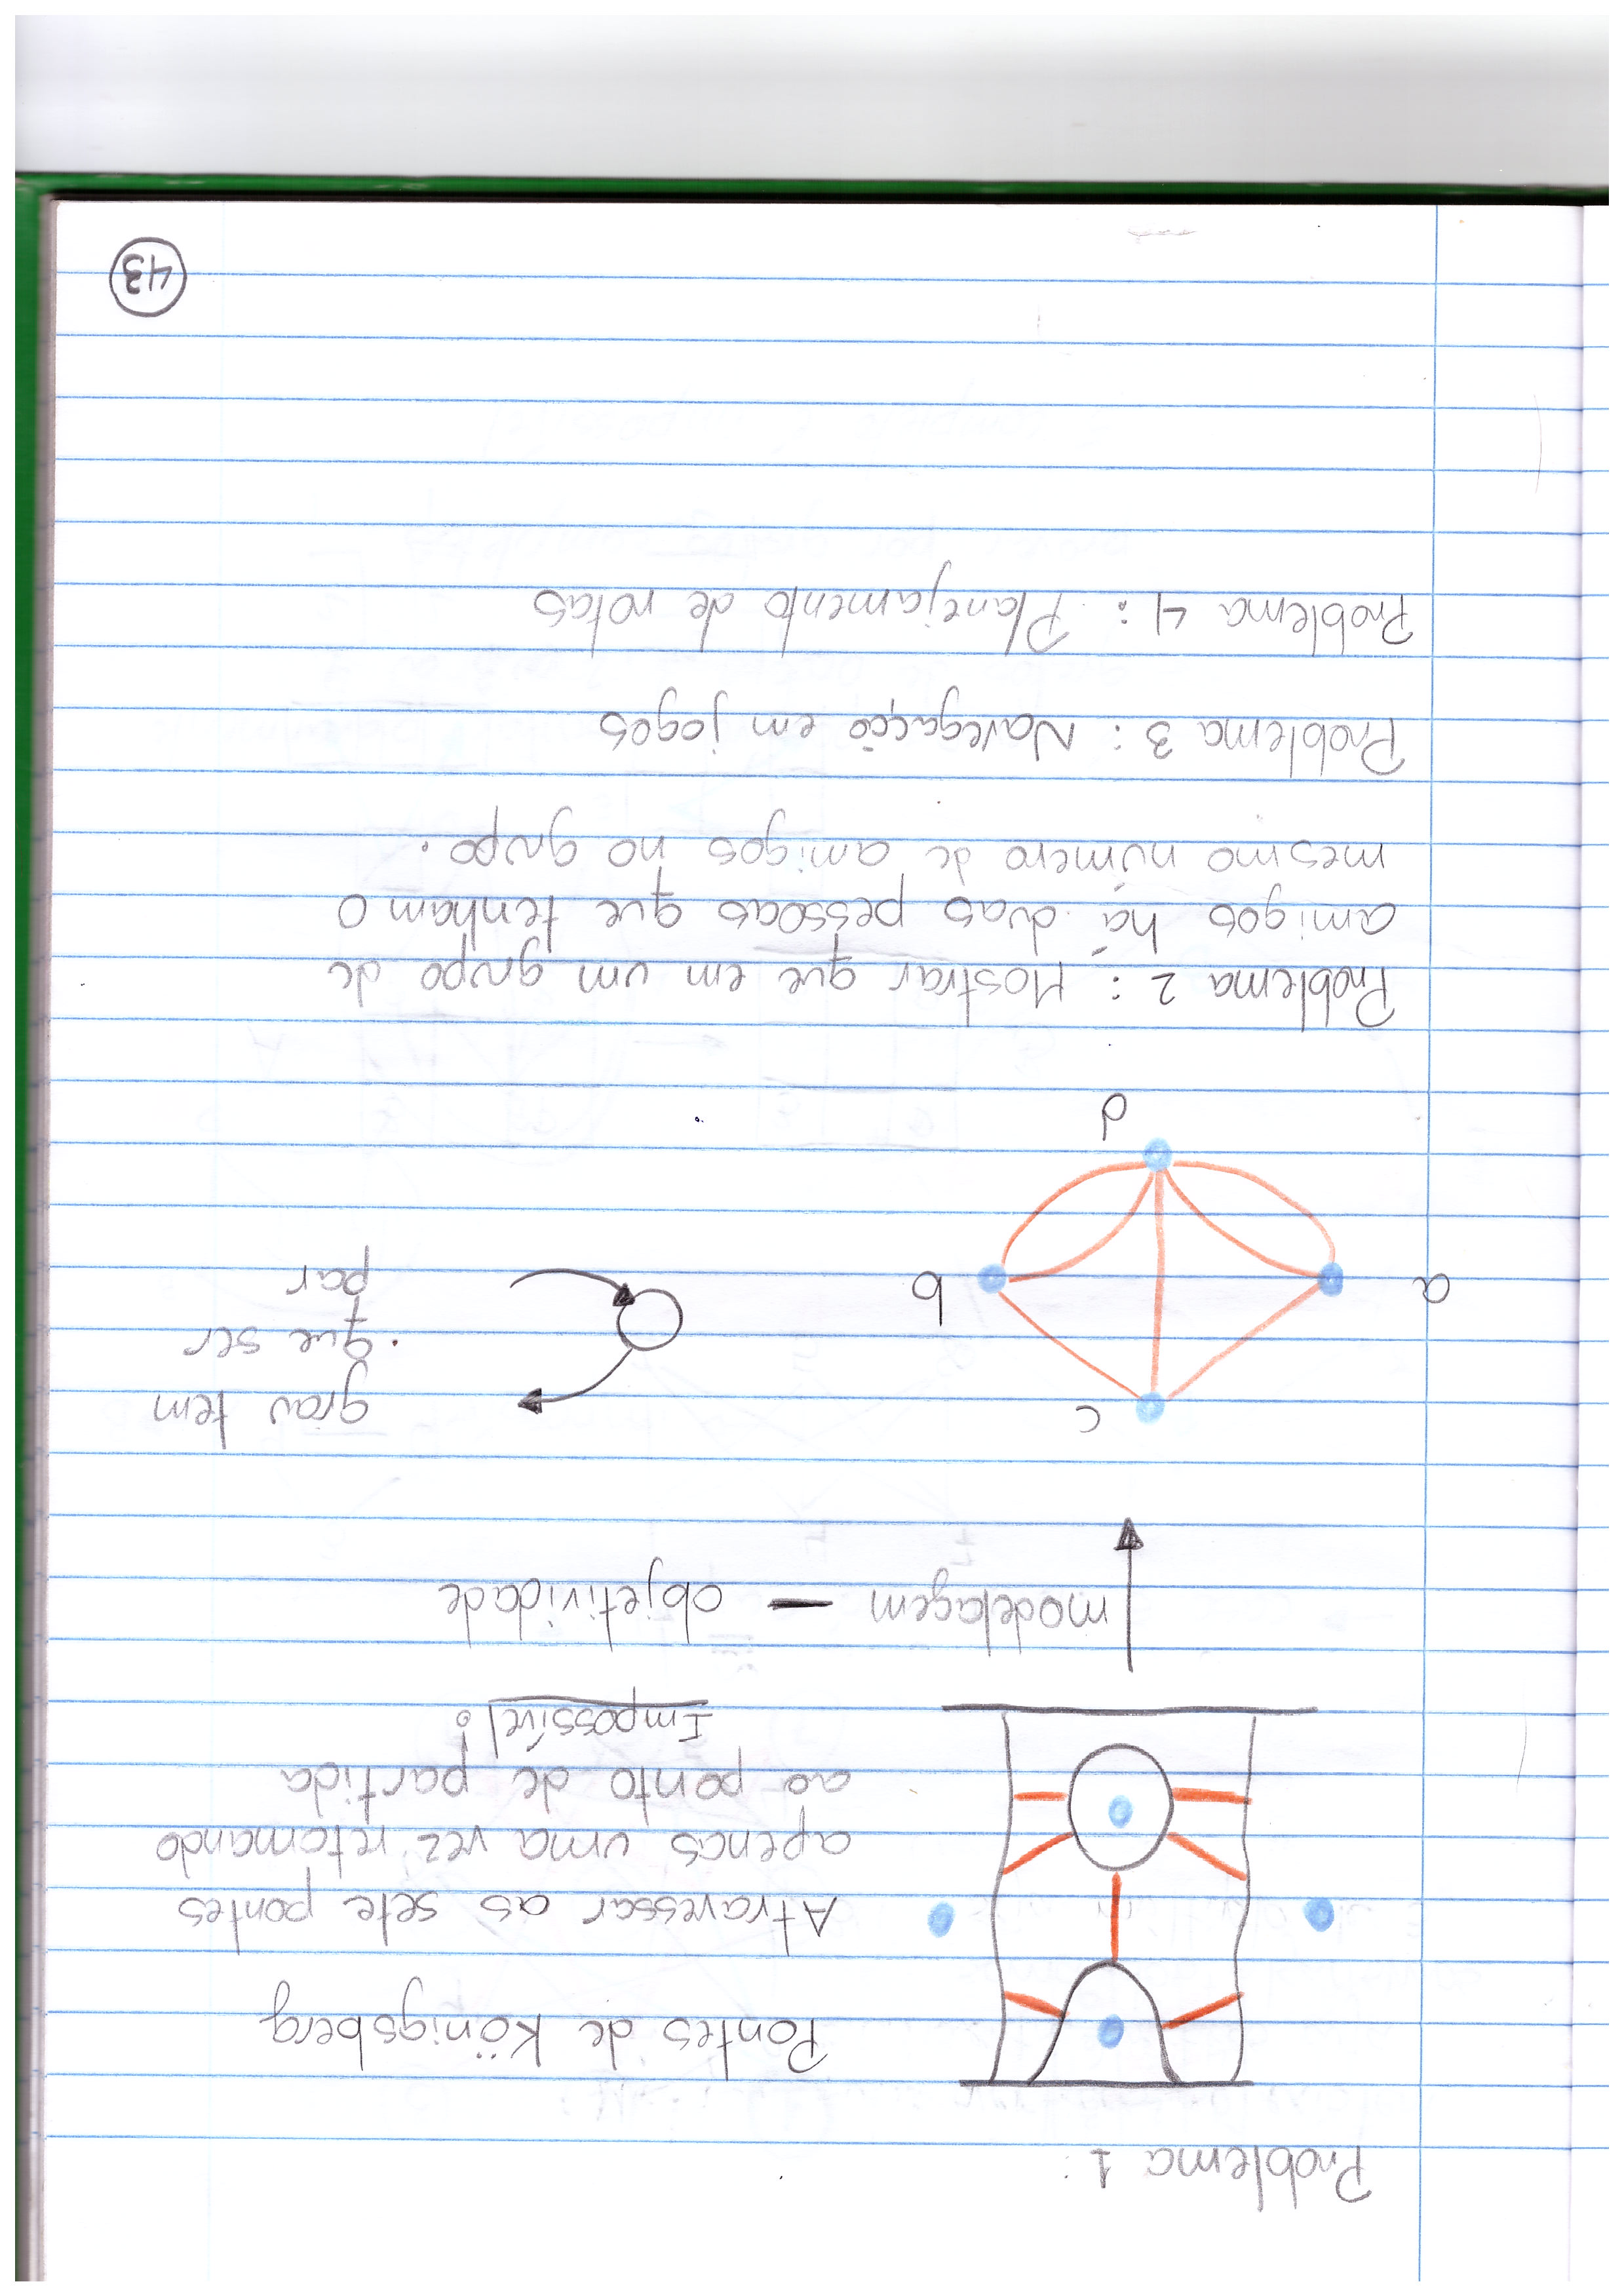 Problema 1:
Pontes de Königsberg
Atravessar as sete pontes
apenas uma vez retornando
ao ponto de partida
Impossível!
modelagem — objetividade
c
a
b
d
grau tem
que ser
par
Problema 2: Mostrar que em um grupo de
amigos há duas pessoas que tenham o
mesmo número de amigos no grupo.
Problema 3: Navegação em jogos
Problema 4: Planejamento de rotas
43